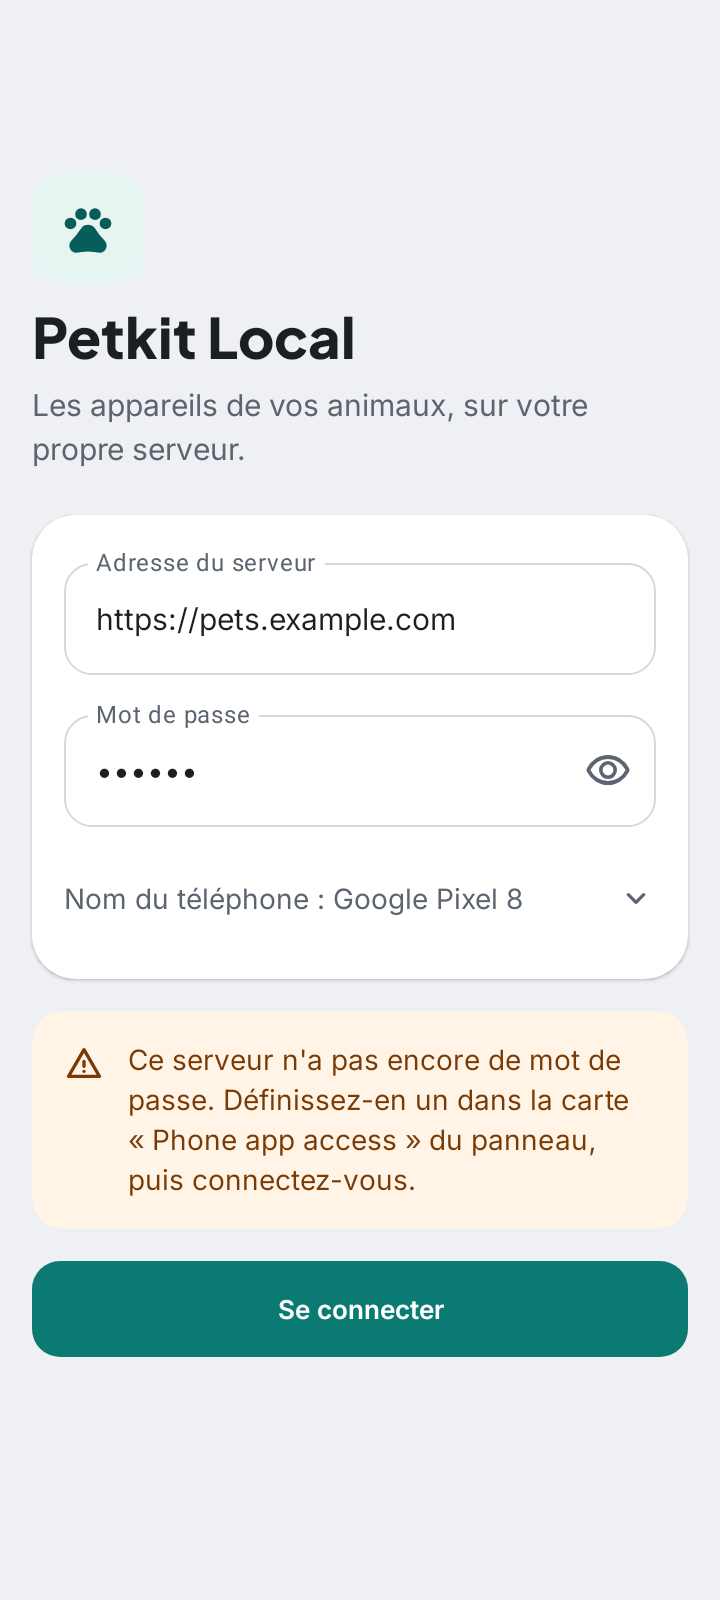 Petkit Local
Les appareils de vos animaux, sur votre
propre serveur.
Adresse du serveur
https://pets.example.com
Mot de passe
••••••
Nom du téléphone : Google Pixel 8
Ce serveur n'a pas encore de mot de
passe. Définissez-en un dans la carte
« Phone app access » du panneau,
puis connectez-vous.
Se connecter